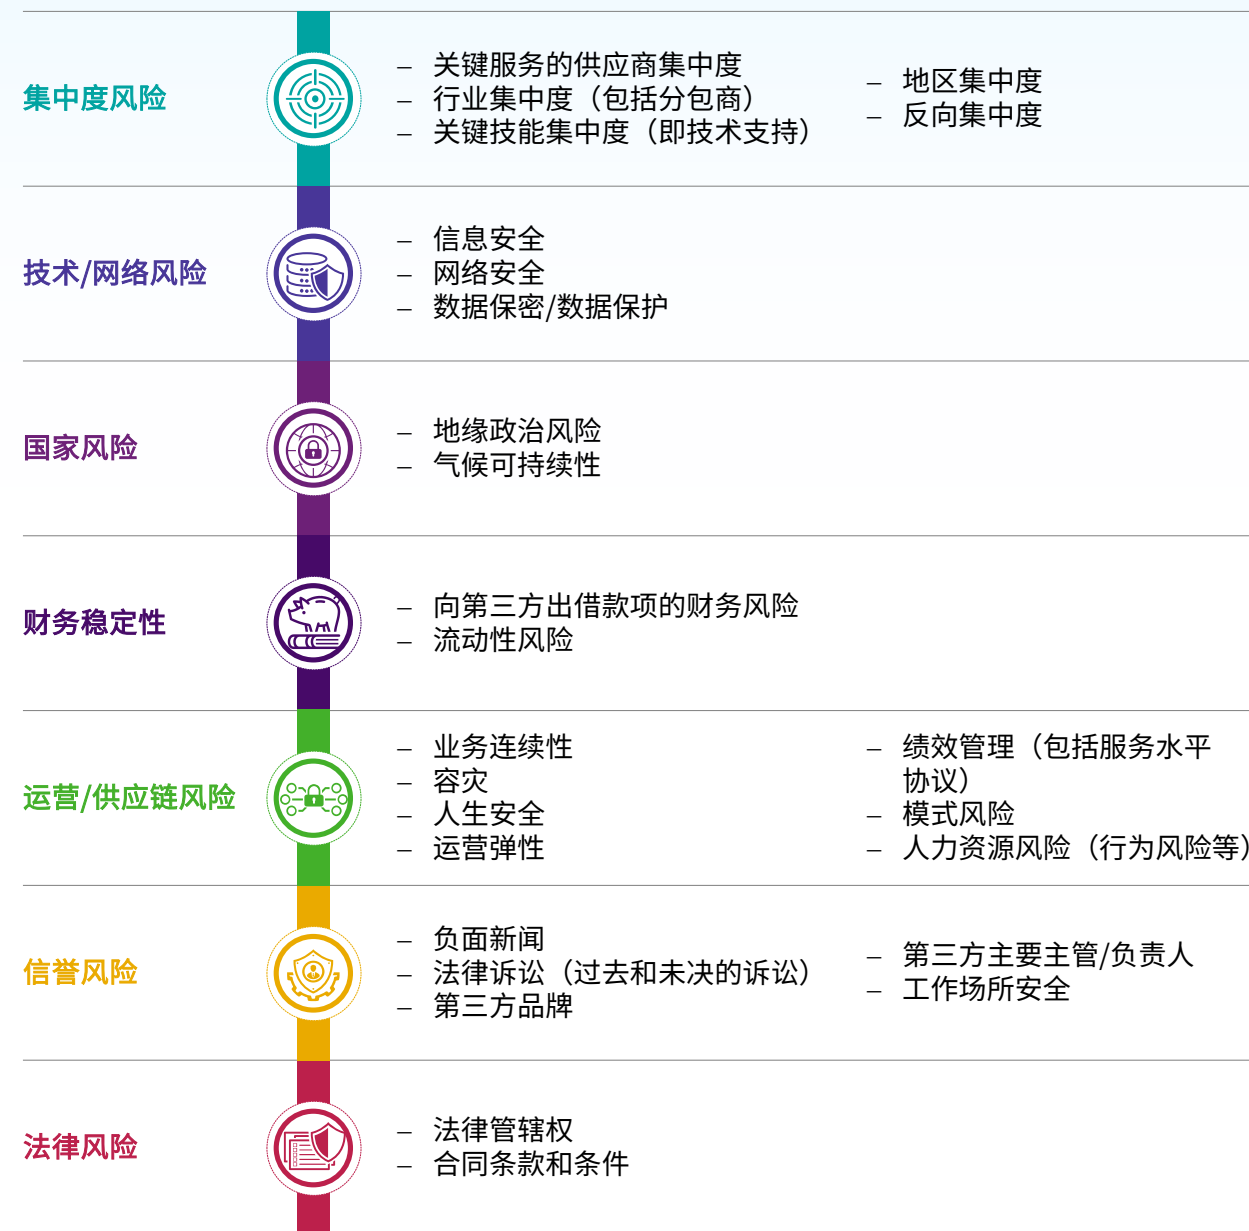 集中度风险
– 关键服务的供应商集中度
– 行业集中度（包括分包商）
– 关键技能集中度（即技术支持）
– 地区集中度
– 反向集中度
技术/网络风险
– 信息安全
– 网络安全
– 数据保密/数据保护
国家风险
– 地缘政治风险
– 气候可持续性
财务稳定性
– 向第三方出借款项的财务风险
– 流动性风险
运营/供应链风险
– 业务连续性
– 容灾
– 人生安全
– 运营弹性
– 绩效管理（包括服务水平
协议）
– 模式风险
– 人力资源风险（行为风险等）
信誉风险
– 负面新闻
– 法律诉讼（过去和未决的诉讼）
– 第三方品牌
– 第三方主要主管/负责人
– 工作场所安全
法律风险
– 法律管辖权
– 合同条款和条件